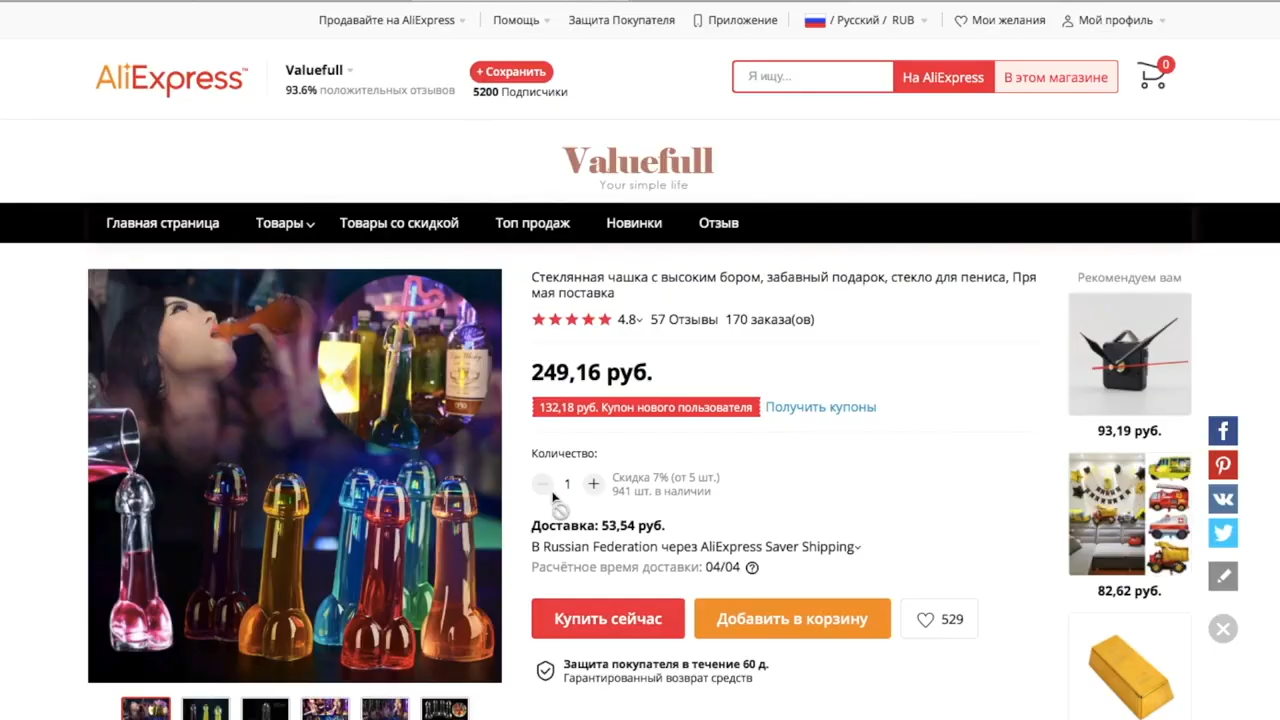 Продавайте на AliExpress
Помощь
Защита Покупателя
Приложение
/ Русский / RUB
Мои желания
Мой профиль
AliExpress™
Valuefull
93.6% положительных отзывов
+ Сохранить
5200 Подписчики
Я ищу...
На AliExpress
В этом магазине
0
Valuefull
Your simple life
Главная страница
Товары
Товары со скидкой
Топ продаж
Новинки
Отзыв
Стеклянная чашка с высоким бором, забавный подарок, стекло для пениса, Пря
мая поставка
4.8 57 Отзывы 170 заказа(ов)
249,16 руб.
132,18 руб. Купон нового пользователя
Получить купоны
Количество:
1
Скидка 7% (от 5 шт.)
941 шт. в наличии
Доставка: 53,54 руб.
В Russian Federation через AliExpress Saver Shipping
Расчётное время доставки: 04/04
Купить сейчас
Добавить в корзину
529
Защита покупателя в течение 60 д.
Гарантированный возврат средств
Рекомендуем вам
93,19 руб.
82,62 руб.